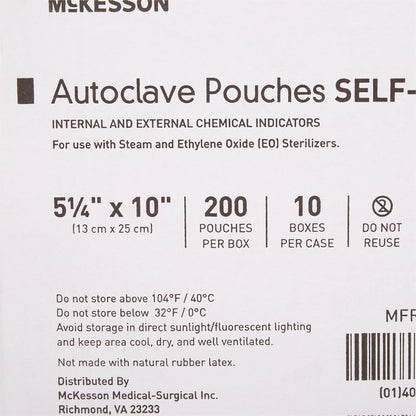 McKESSON
Autoclave Pouches SELF-
INTERNAL AND EXTERNAL CHEMICAL INDICATORS
For use with Steam and Ethylene Oxide (EO) Sterilizers.
5¼" x 10"
(13 cm x 25 cm)
200
POUCHES
PER BOX
10
BOXES
PER CASE
2
DO NOT
REUSE
Do not store above 104°F / 40°C
Do not store below 32°F / 0°C
Avoid storage in direct sunlight/fluorescent lighting
and keep area cool, dry, and well ventilated.
Not made with natural rubber latex.
Distributed By
McKesson Medical-Surgical Inc.
Richmond, VA 23233
MFR
(01)40